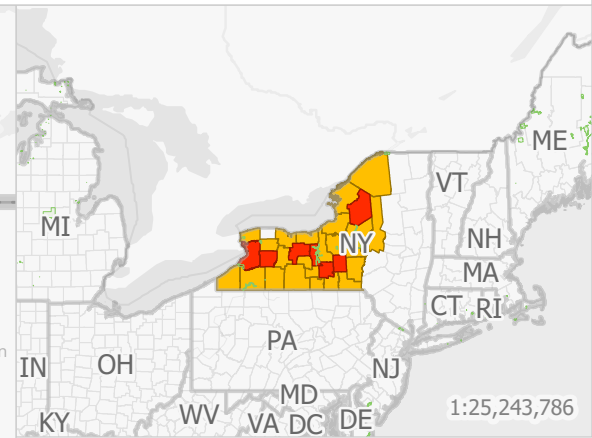 ME
VT
MI
NY
NH
MA
CT RI
PA
IN
OH
NJ
MD
WV
VA DC
DE
KY
1:25,243,786